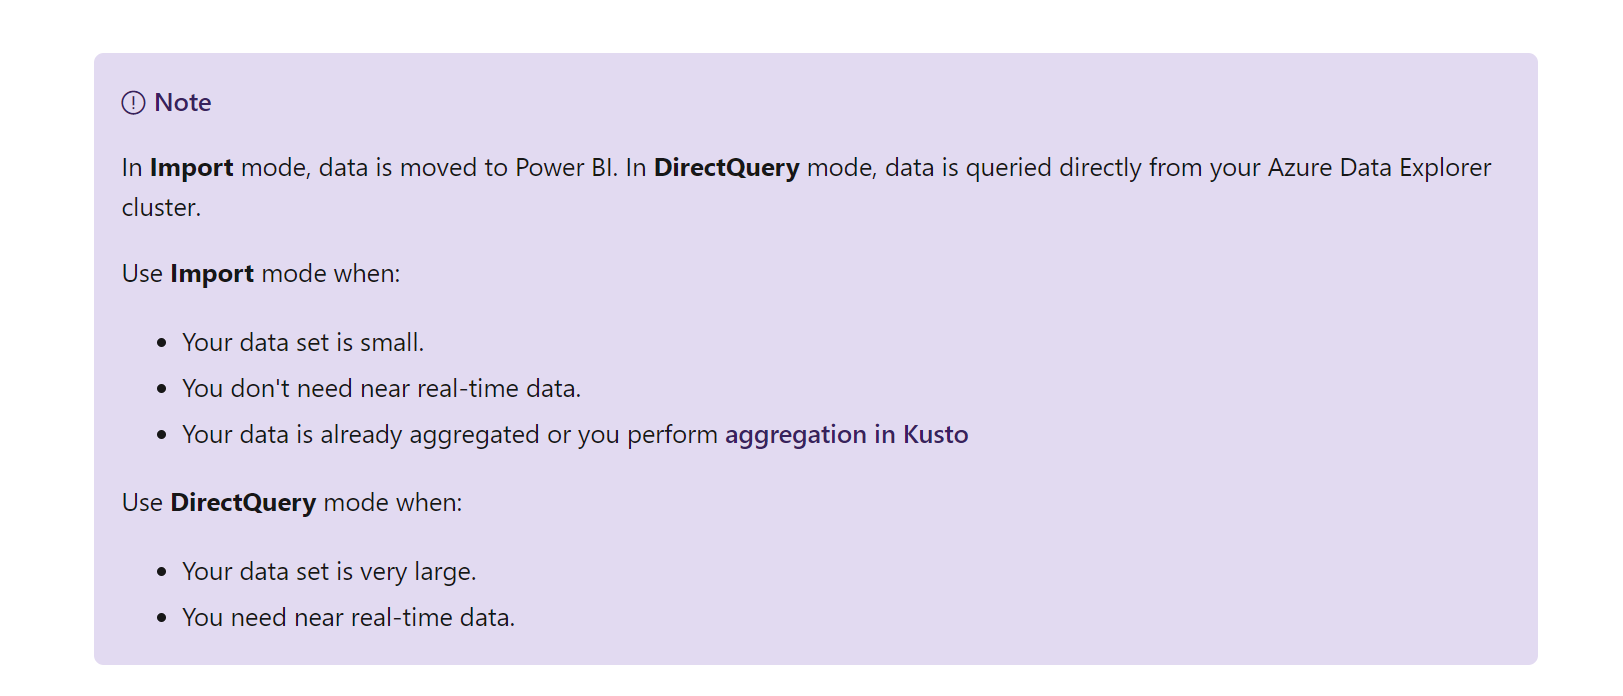 Note
In Import mode, data is moved to Power BI. In DirectQuery mode, data is queried directly from your Azure Data Explorer
cluster.
Use Import mode when:
• Your data set is small.
• You don't need near real-time data.
• Your data is already aggregated or you perform aggregation in Kusto
Use DirectQuery mode when:
• Your data set is very large.
• You need near real-time data.